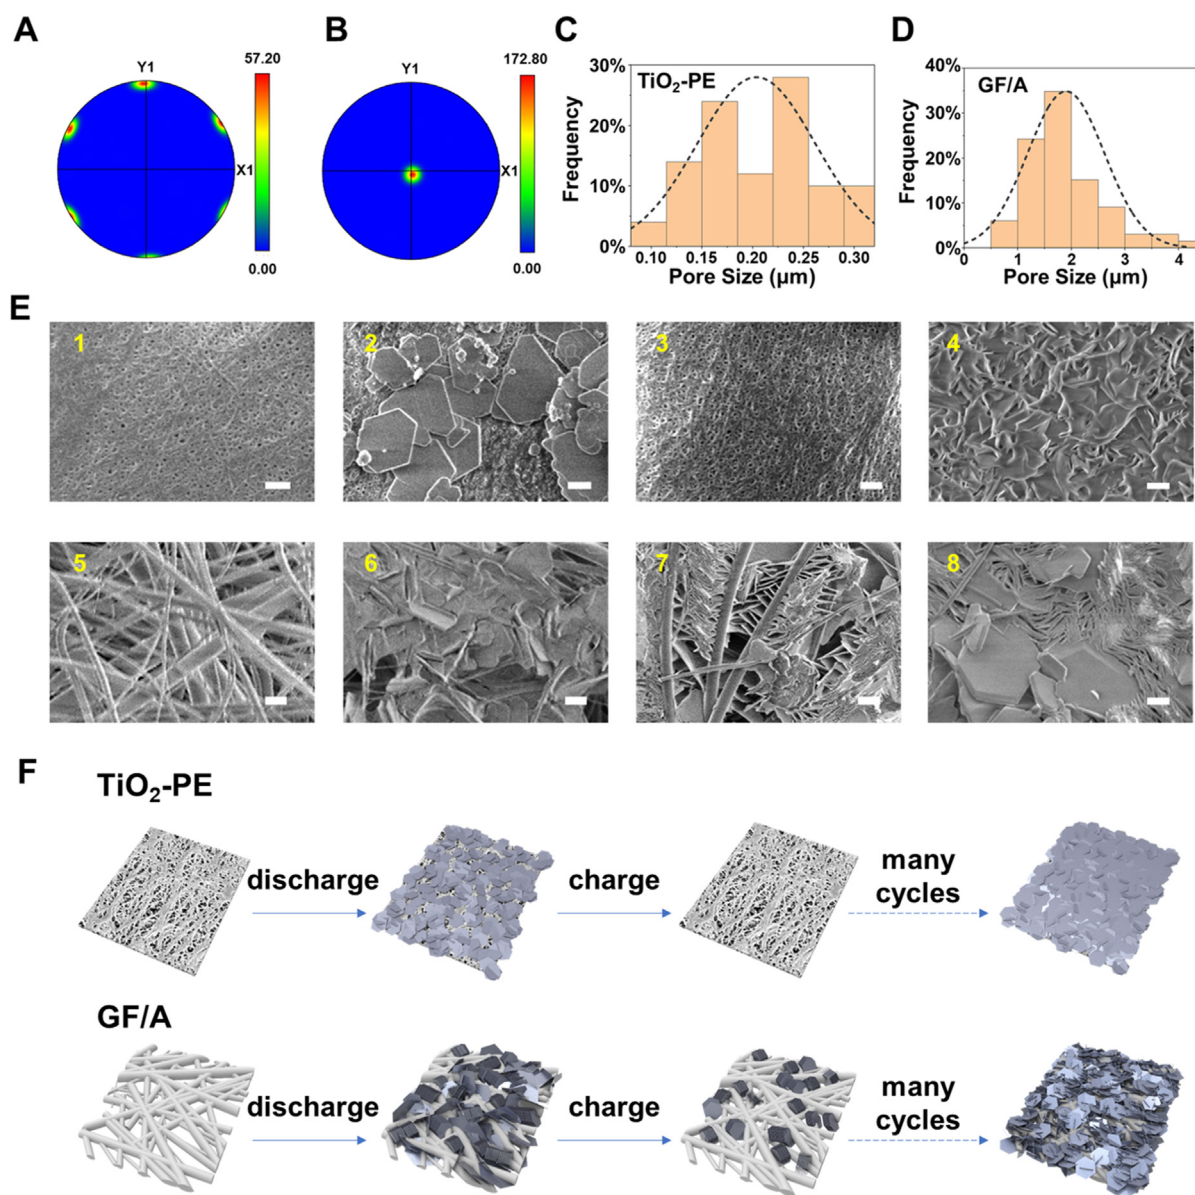 A
B
C
D
57.20
Y1
X1
0.00
172.80
Y1
X1
0.00
30%
20%
10%
0%
Frequency
TiO₂-PE
0.10 0.15 0.20 0.25 0.30
Pore Size (μm)
40%
30%
20%
10%
0%
Frequency
GF/A
0 1 2 3 4
Pore Size (μm)
E
1
2
3
4
5
6
7
8
F
TiO₂-PE
discharge
charge
many
cycles
GF/A
discharge
charge
many
cycles